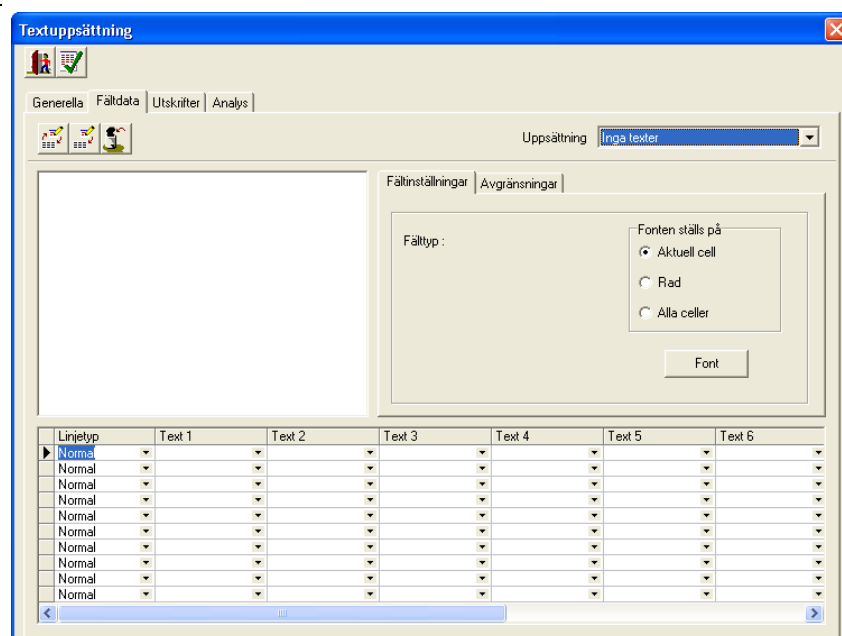 Textuppsättning
Generella Fältdata Utskrifter Analys
Uppsättning Inga texter
Fältinställningar Avgränsningar
Fälttyp :
Fonten ställs på
Aktuell cell
Rad
Alla celler
Font
Linjetyp Text 1 Text 2 Text 3 Text 4 Text 5 Text 6
Normal
Normal
Normal
Normal
Normal
Normal
Normal
Normal
Normal
Normal